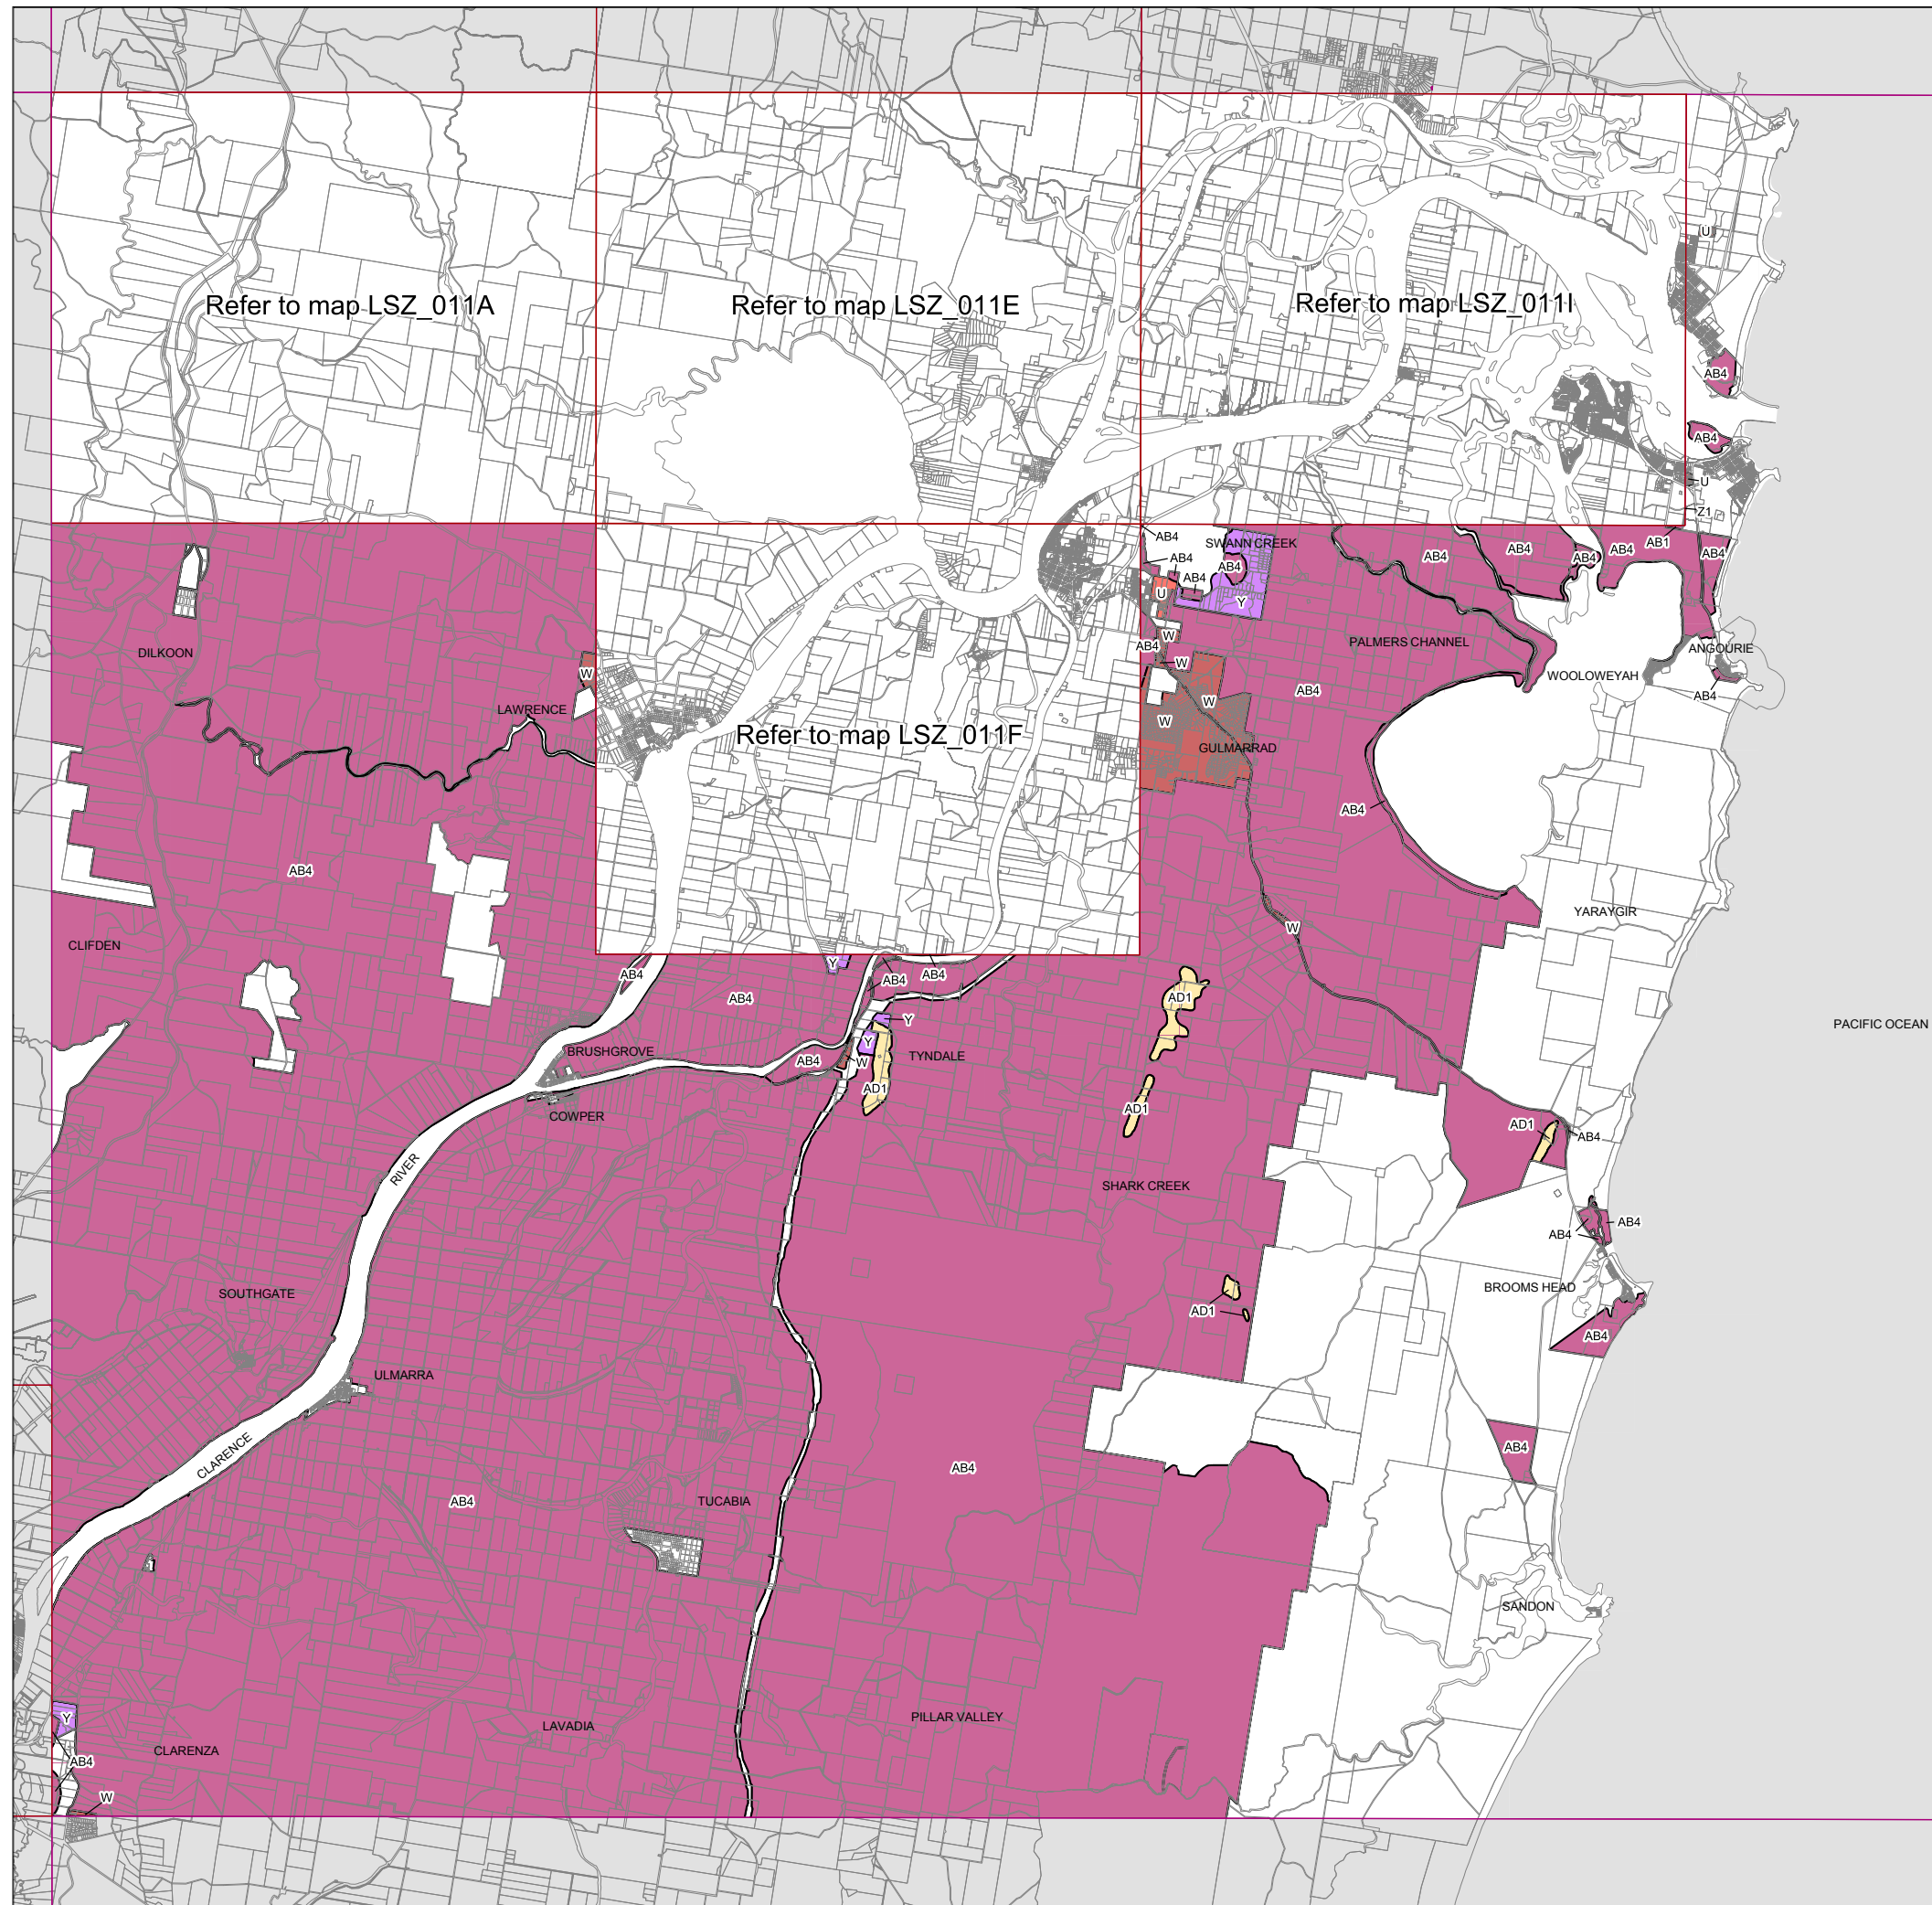 U
Refer to map LSZ_011A
Refer to map LSZ_011E
Refer to map LSZ_011I
AB4
AB4
U
Z1
AB4
SWANN CREEK
AB4
AB4
AB4
AB1
AB4
AB4
AB4
AB4
AB4
U
Y
W
PALMERS CHANNEL
ANGOURIE
DILKOON
AB4
W
W
WOOLOWEYAH
AB4
AB4
W
LAWRENCE
W
W
Refer to map LSZ_011F
GULMARRAD
AB4
AB4
YARAYGIR
W
CLIFDEN
Y
AB4
AB4
AB4
AB4
AD1
Y
PACIFIC OCEAN
Y
BRUSHGROVE
AB4
W
TYNDALE
AD1
COWPER
AD1
AD1
AB4
RIVER
SHARK CREEK
AB4
AB4
SOUTHGATE
BROOMS HEAD
AD1
AB4
ULMARRA
CLARENCE
AB4
AB4
AB4
TUCABIA
SANDON
Y
LAVADIA
PILLAR VALLEY
CLARENZA
AB4
W